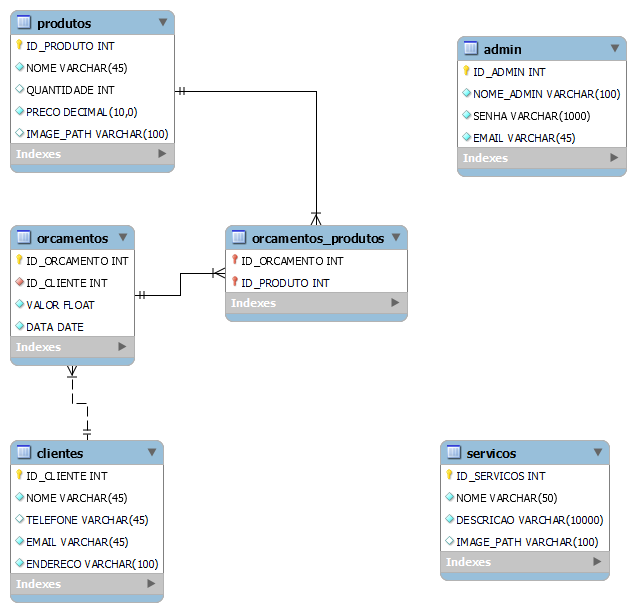 produtos
ID_PRODUTO INT
NOME VARCHAR(45)
QUANTIDADE INT
PRECO DECIMAL(10,0)
IMAGE_PATH VARCHAR(100)
Indexes
admin
ID_ADMIN INT
NOME_ADMIN VARCHAR(100)
SENHA VARCHAR(1000)
EMAIL VARCHAR(45)
Indexes
orcamentos
ID_ORCAMENTO INT
ID_CLIENTE INT
VALOR FLOAT
DATA DATE
Indexes
orcamentos_produtos
ID_ORCAMENTO INT
ID_PRODUTO INT
Indexes
clientes
ID_CLIENTE INT
NOME VARCHAR(45)
TELEFONE VARCHAR(45)
EMAIL VARCHAR(45)
ENDERECO VARCHAR(100)
Indexes
servicos
ID_SERVICOS INT
NOME VARCHAR(50)
DESCRICAO VARCHAR(10000)
IMAGE_PATH VARCHAR(100)
Indexes